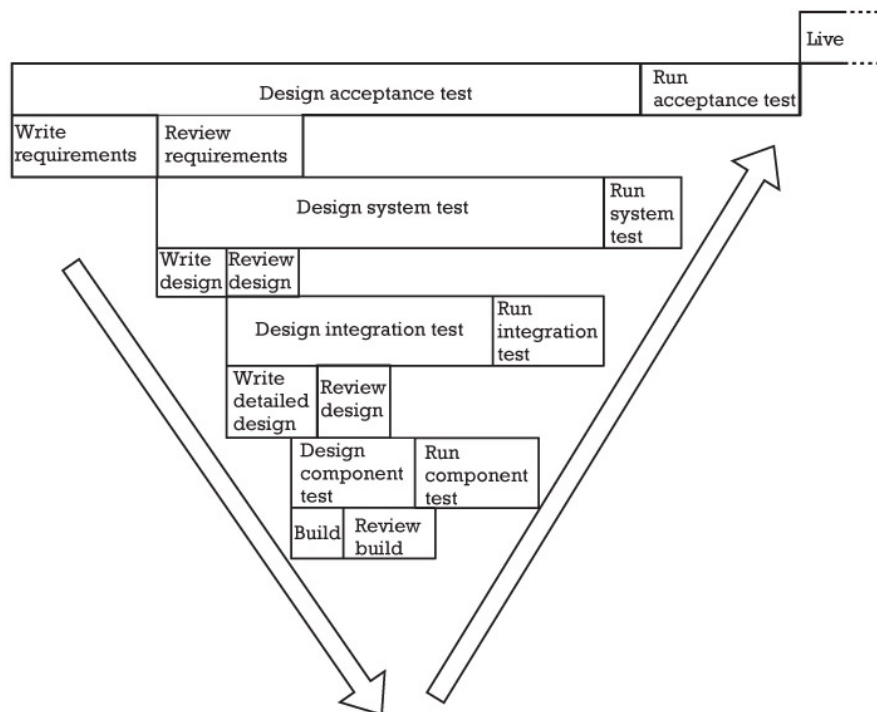 Live
Design acceptance test
Run
acceptance test
Write
requirements
Review
requirements
Design system test
Run
system
test
Write
design
Review
design
Design integration test
Run
integration
test
Write
detailed
design
Review
design
Design
component
test
Run
component
test
Build
Review
build